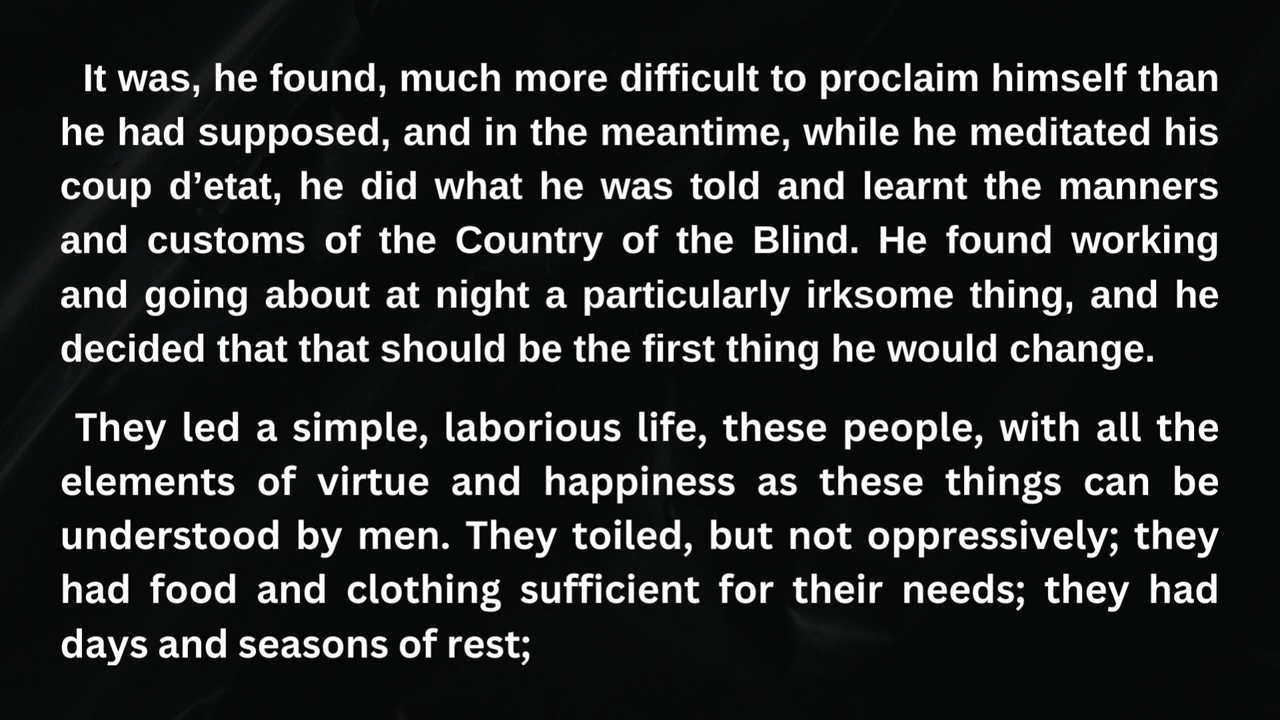 It was, he found, much more difficult to proclaim himself than
he had supposed, and in the meantime, while he meditated his
coup d’etat, he did what he was told and learnt the manners
and customs of the Country of the Blind. He found working
and going about at night a particularly irksome thing, and he
decided that that should be the first thing he would change.
They led a simple, laborious life, these people, with all the
elements of virtue and happiness as these things can be
understood by men. They toiled, but not oppressively; they
had food and clothing sufficient for their needs; they had
days and seasons of rest;